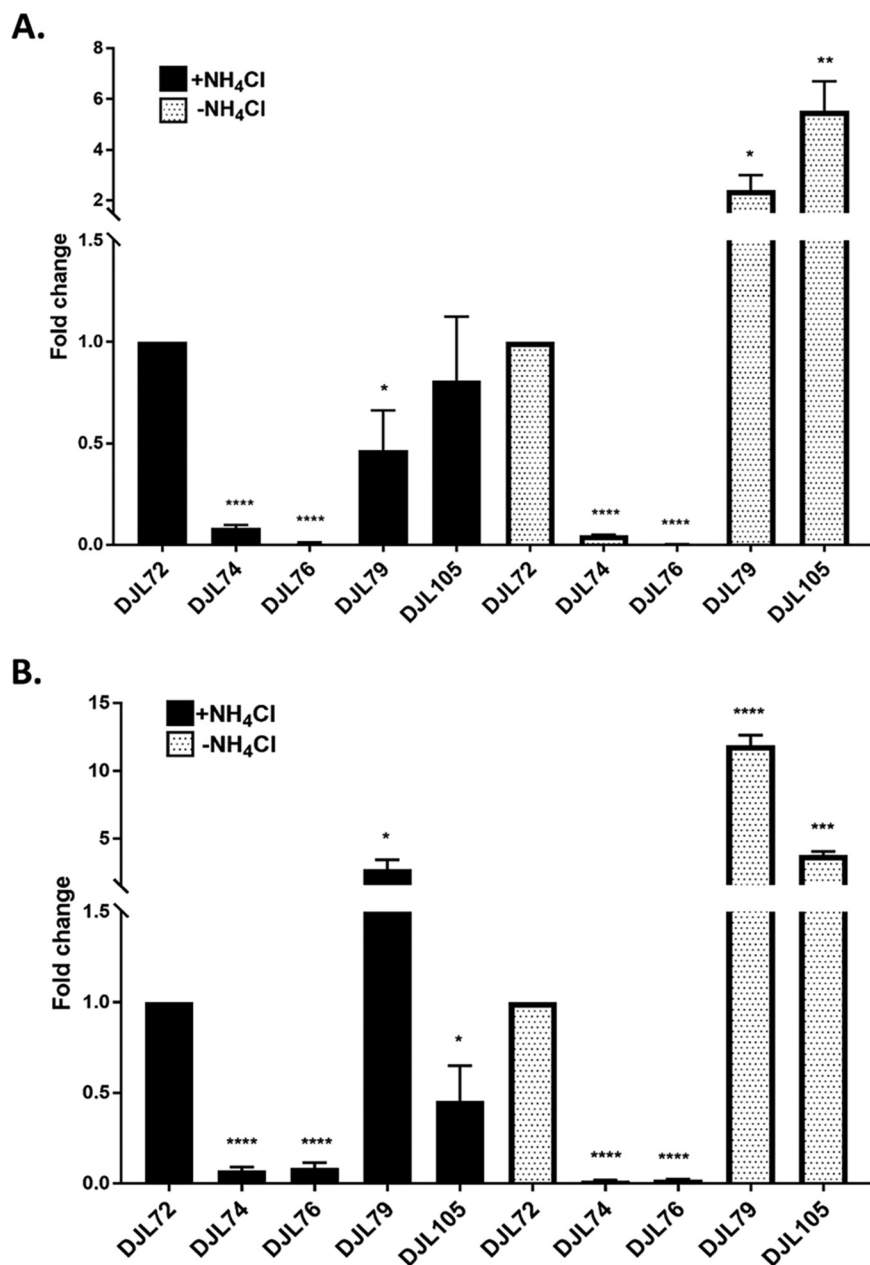 A.
+NH₄Cl
-NH₄Cl
Fold change
8
6
4
2
1.5
1.0
0.5
0.0
*
**
****
****
*
****
****
DJL72
DJL74
DJL76
DJL79
DJL105
DJL72
DJL74
DJL76
DJL79
DJL105
B.
+NH₄Cl
-NH₄Cl
Fold change
15
10
5
1.5
1.0
0.5
0.0
****
***
*
*
****
****
****
****
DJL72
DJL74
DJL76
DJL79
DJL105
DJL72
DJL74
DJL76
DJL79
DJL105